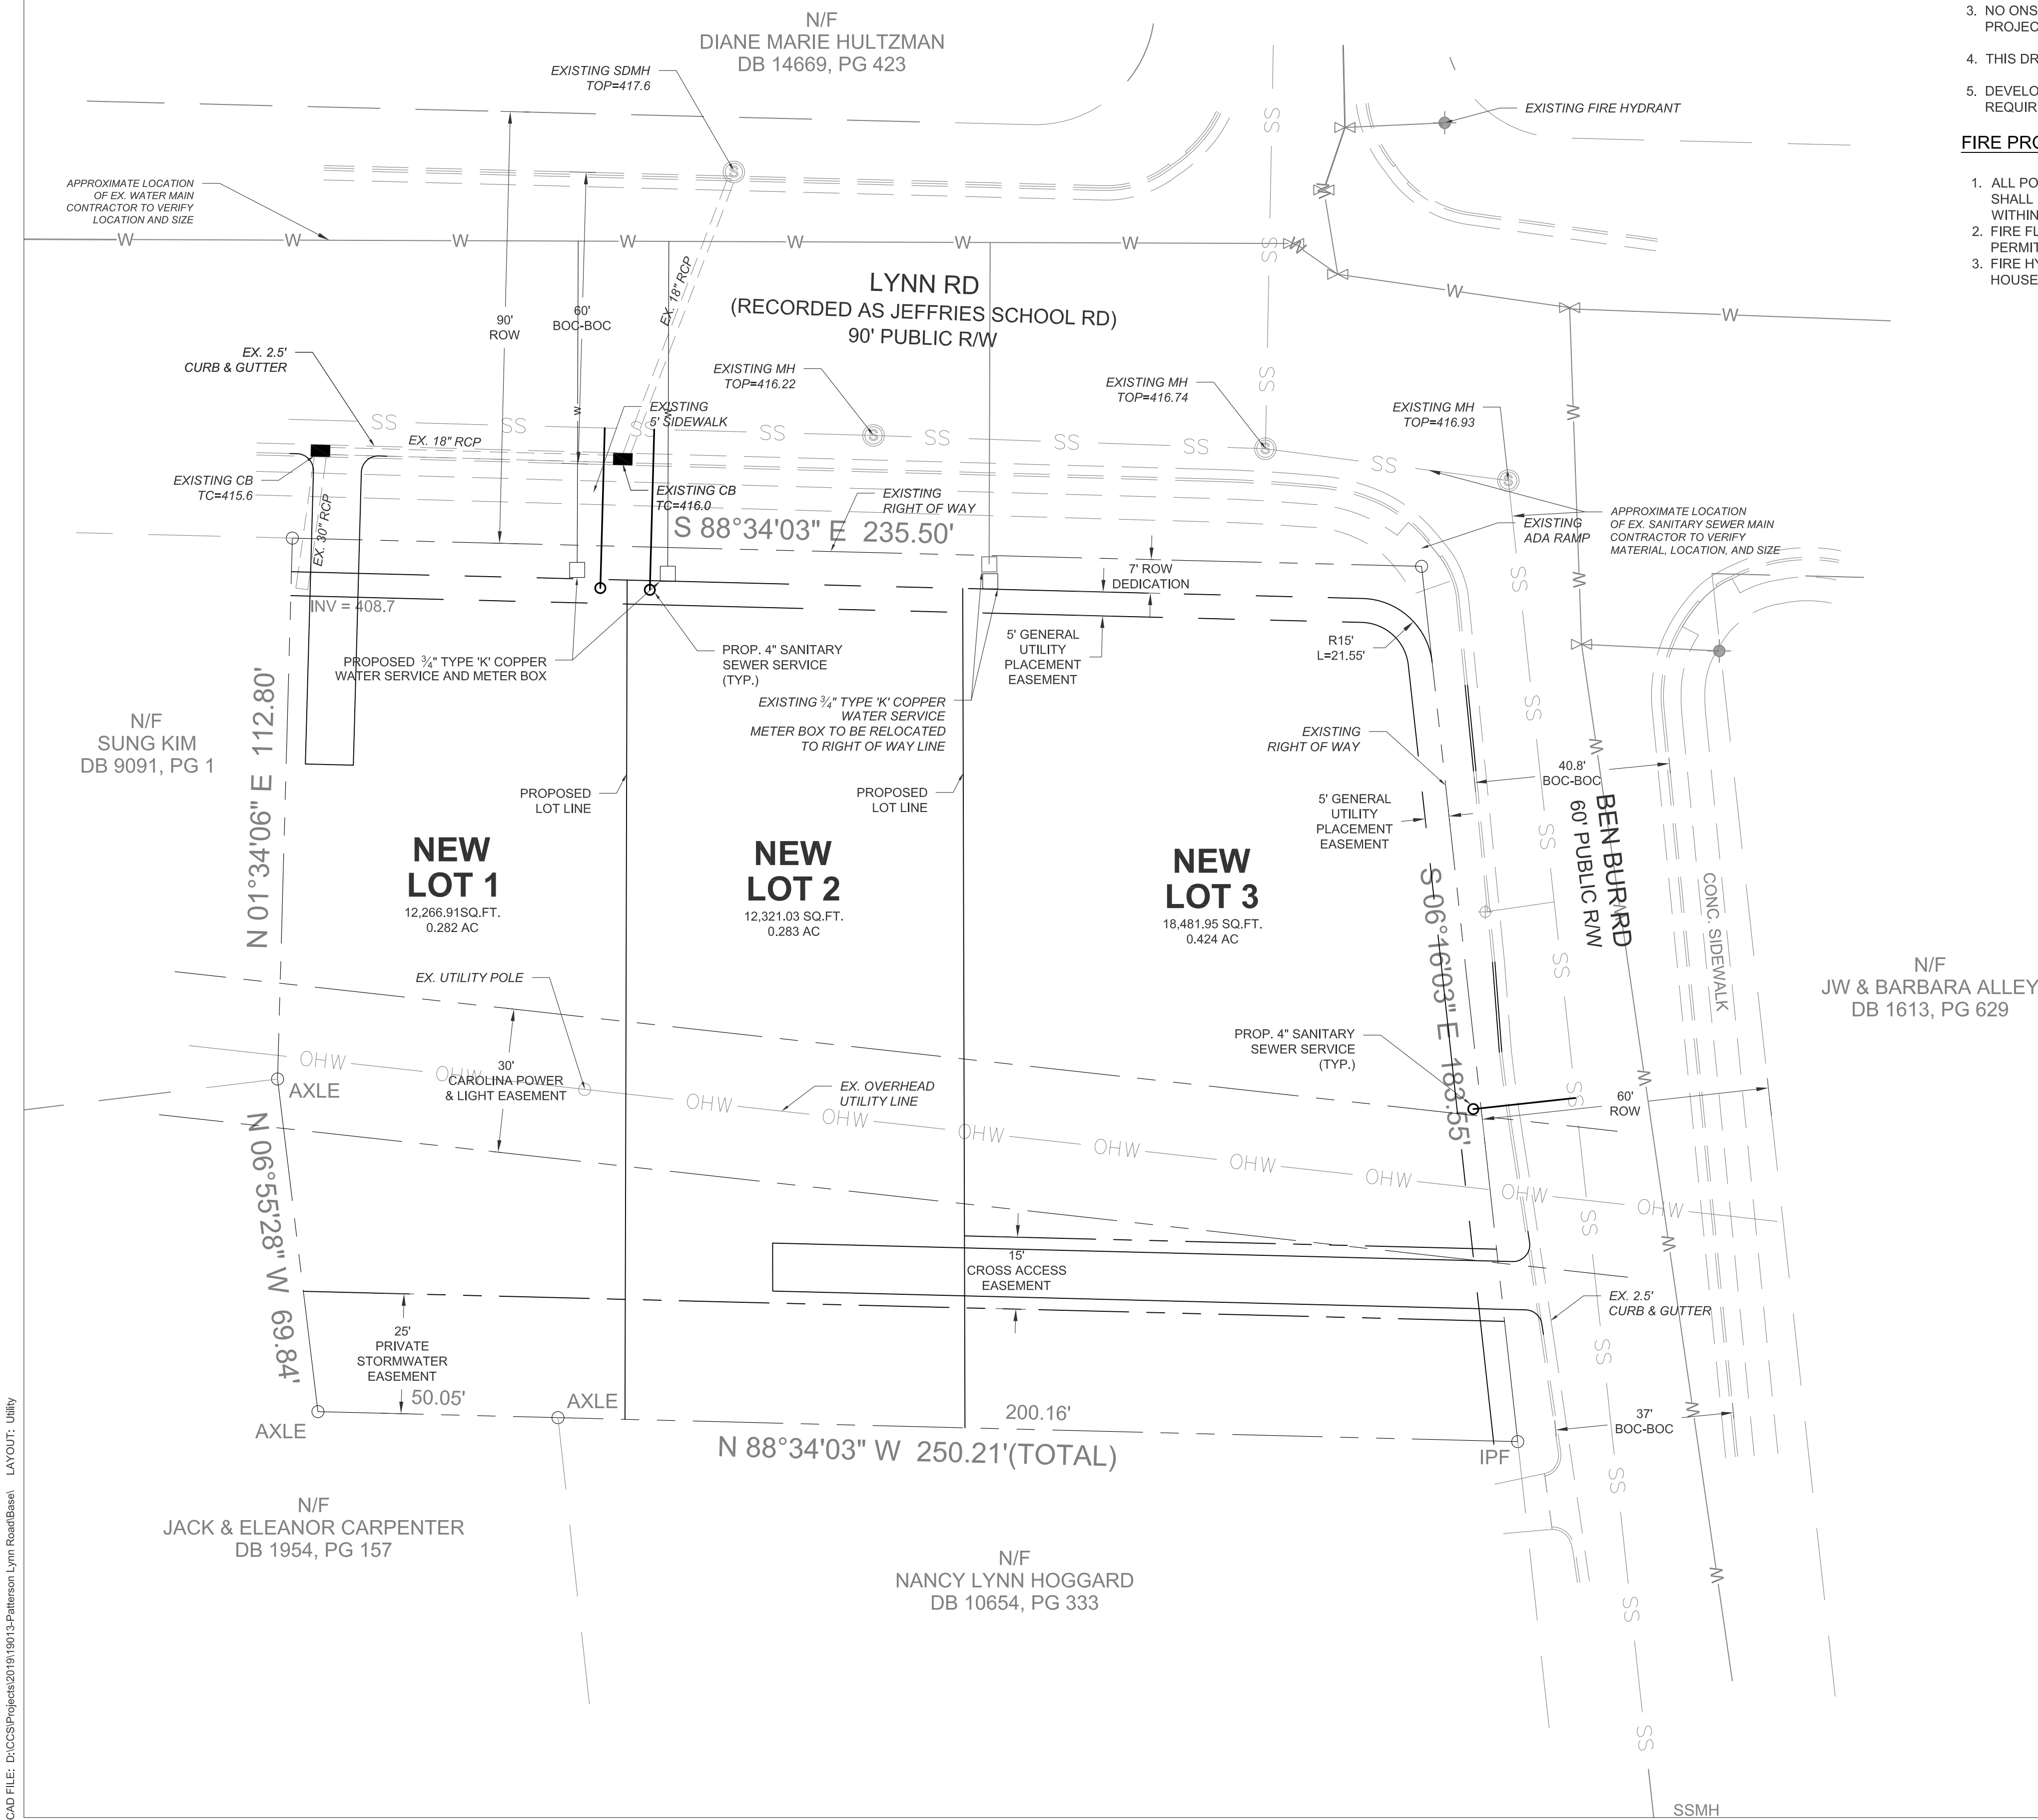 N/F
DIANE MARIE HULTZMAN
DB 14669, PG 423
3. NO ONS
PROJEC
4. THIS DR
5. DEVELO
REQUIR
FIRE PRO
1. ALL PO
SHALL
WITHIN
2. FIRE FL
PERMIT
3. FIRE HY
HOUSE
EXISTING SDMH
TOP=417.6
EXISTING FIRE HYDRANT
APPROXIMATE LOCATION
OF EX. WATER MAIN
CONTRACTOR TO VERIFY
LOCATION AND SIZE
W W W W W W W
LYNN RD
(RECORDED AS JEFFRIES SCHOOL RD)
90' PUBLIC R/W
90'
ROW
60'
BOC-BOC
EX. 18" RCP
EX. 2.5'
CURB & GUTTER
EXISTING MH
TOP=416.22
EXISTING MH
TOP=416.74
EXISTING MH
TOP=416.93
EXISTING
5' SIDEWALK
SS SS SS SS SS SS SS SS
EX. 18" RCP
EXISTING CB
TC=415.6
EX. 30" RCP
EXISTING CB
TC=416.0
EXISTING
RIGHT OF WAY
S 88°34'03" E 235.50'
EXISTING
ADA RAMP
APPROXIMATE LOCATION
OF EX. SANITARY SEWER MAIN
CONTRACTOR TO VERIFY
MATERIAL, LOCATION, AND SIZE
7' ROW
DEDICATION
INV = 408.7
PROPOSED ¾" TYPE 'K' COPPER
WATER SERVICE AND METER BOX
PROP. 4" SANITARY
SEWER SERVICE
(TYP.)
5' GENERAL
UTILITY
PLACEMENT
EASEMENT
R15'
L=21.55'
EXISTING ¾" TYPE 'K' COPPER
WATER SERVICE
METER BOX TO BE RELOCATED
TO RIGHT OF WAY LINE
N/F
SUNG KIM
DB 9091, PG 1
N 01°34'06" E 112.80'
EXISTING
RIGHT OF WAY
40.8'
BOC-BOC
PROPOSED
LOT LINE
PROPOSED
LOT LINE
5' GENERAL
UTILITY
PLACEMENT
EASEMENT
BEN BUR RD
60' PUBLIC R/W
NEW
LOT 1
12,266.91SQ.FT.
0.282 AC
NEW
LOT 2
12,321.03 SQ.FT.
0.283 AC
NEW
LOT 3
18,481.95 SQ.FT.
0.424 AC
S 06°16'03" E 183.55'
CONC. SIDEWALK
N/F
JW & BARBARA ALLEY
DB 1613, PG 629
EX. UTILITY POLE
PROP. 4" SANITARY
SEWER SERVICE
(TYP.)
30'
CAROLINA POWER
& LIGHT EASEMENT
EX. OVERHEAD
UTILITY LINE
OHW OHW OHW OHW OHW OHW OHW OHW OHW OHW
60'
ROW
AXLE
N 06°55'28" W 69.84'
15'
CROSS ACCESS
EASEMENT
EX. 2.5'
CURB & GUTTER
25'
PRIVATE
STORMWATER
EASEMENT
50.05'
AXLE
AXLE
200.16'
N 88°34'03" W 250.21'(TOTAL)
IPF
37'
BOC-BOC
N/F
JACK & ELEANOR CARPENTER
DB 1954, PG 157
N/F
NANCY LYNN HOGGARD
DB 10654, PG 333
SSMH
CAD FILE: D:\CCS\Projects\2019\19013-Patterson Lynn Road\Base\ LAYOUT: Utility